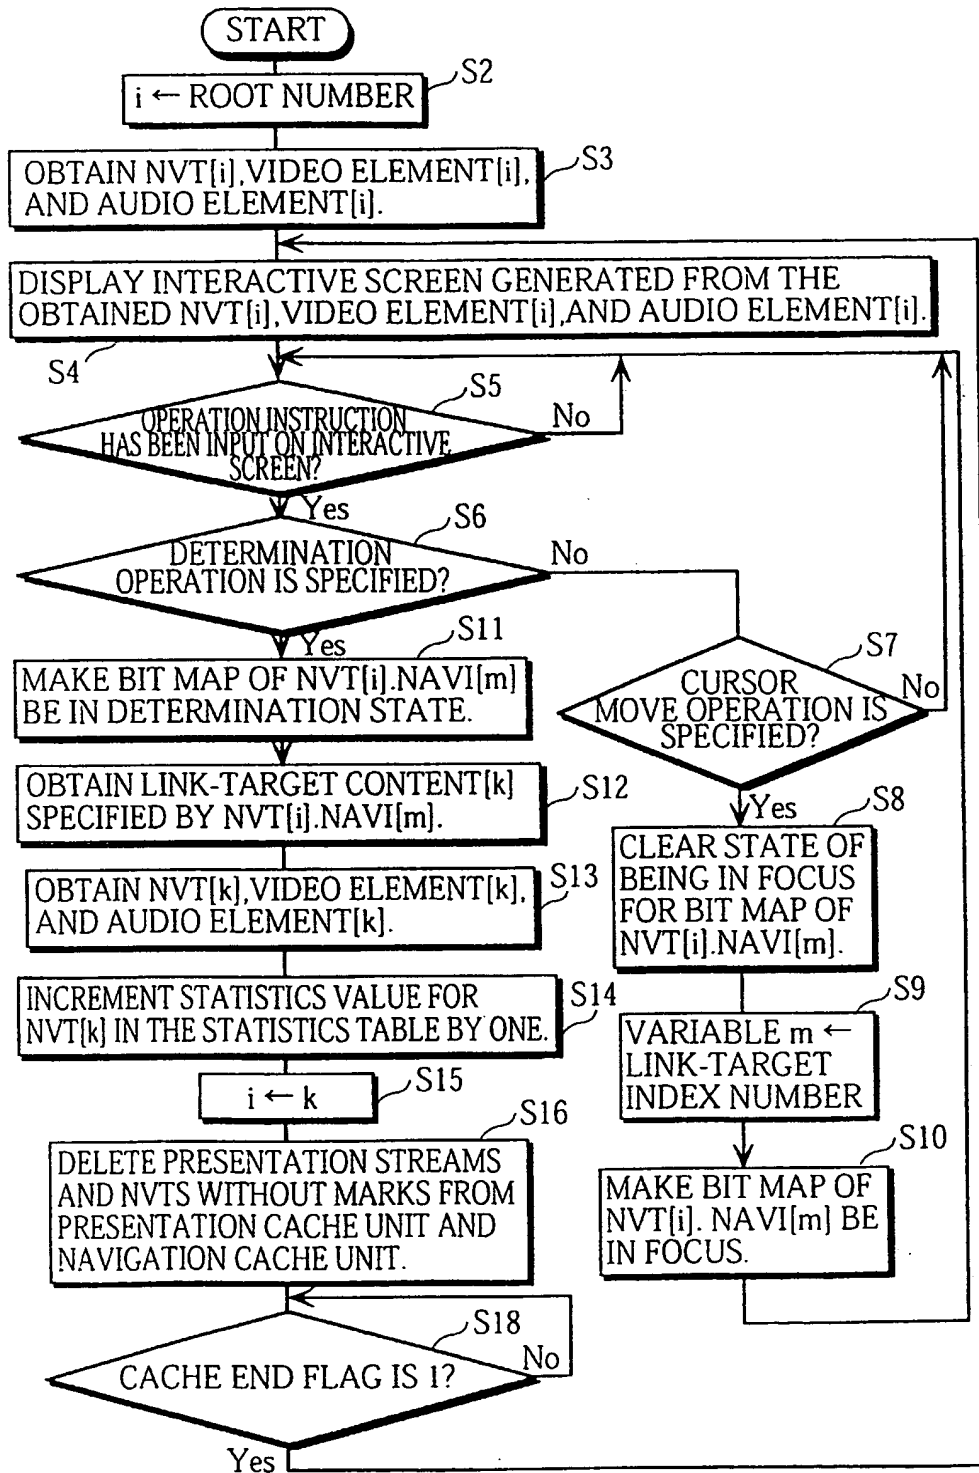 START
S2
i ← ROOT NUMBER
S3
OBTAIN NVT[i],VIDEO ELEMENT[i],
AND AUDIO ELEMENT[i].
DISPLAY INTERACTIVE SCREEN GENERATED FROM THE
OBTAINED NVT[i],VIDEO ELEMENT[i],AND AUDIO ELEMENT[i].
S4
S5
OPERATION INSTRUCTION
HAS BEEN INPUT ON INTERACTIVE
SCREEN?
No
Yes
S6
DETERMINATION
OPERATION IS SPECIFIED?
No
Yes
S11
MAKE BIT MAP OF NVT[i].NAVI[m]
BE IN DETERMINATION STATE.
OBTAIN LINK-TARGET CONTENT[k]
SPECIFIED BY NVT[i].NAVI[m].
S12
OBTAIN NVT[k],VIDEO ELEMENT[k],
AND AUDIO ELEMENT[k].
S13
INCREMENT STATISTICS VALUE FOR
NVT[k] IN THE STATISTICS TABLE BY ONE.
S14
i ← k
S15
S16
DELETE PRESENTATION STREAMS
AND NVTS WITHOUT MARKS FROM
PRESENTATION CACHE UNIT AND
NAVIGATION CACHE UNIT.
S18
CACHE END FLAG IS 1?
No
Yes
S7
CURSOR
MOVE OPERATION IS
SPECIFIED?
No
Yes
S8
CLEAR STATE OF
BEING IN FOCUS
FOR BIT MAP OF
NVT[i].NAVI[m].
S9
VARIABLE m ←
LINK-TARGET
INDEX NUMBER
S10
MAKE BIT MAP OF
NVT[i]. NAVI[m] BE
IN FOCUS.